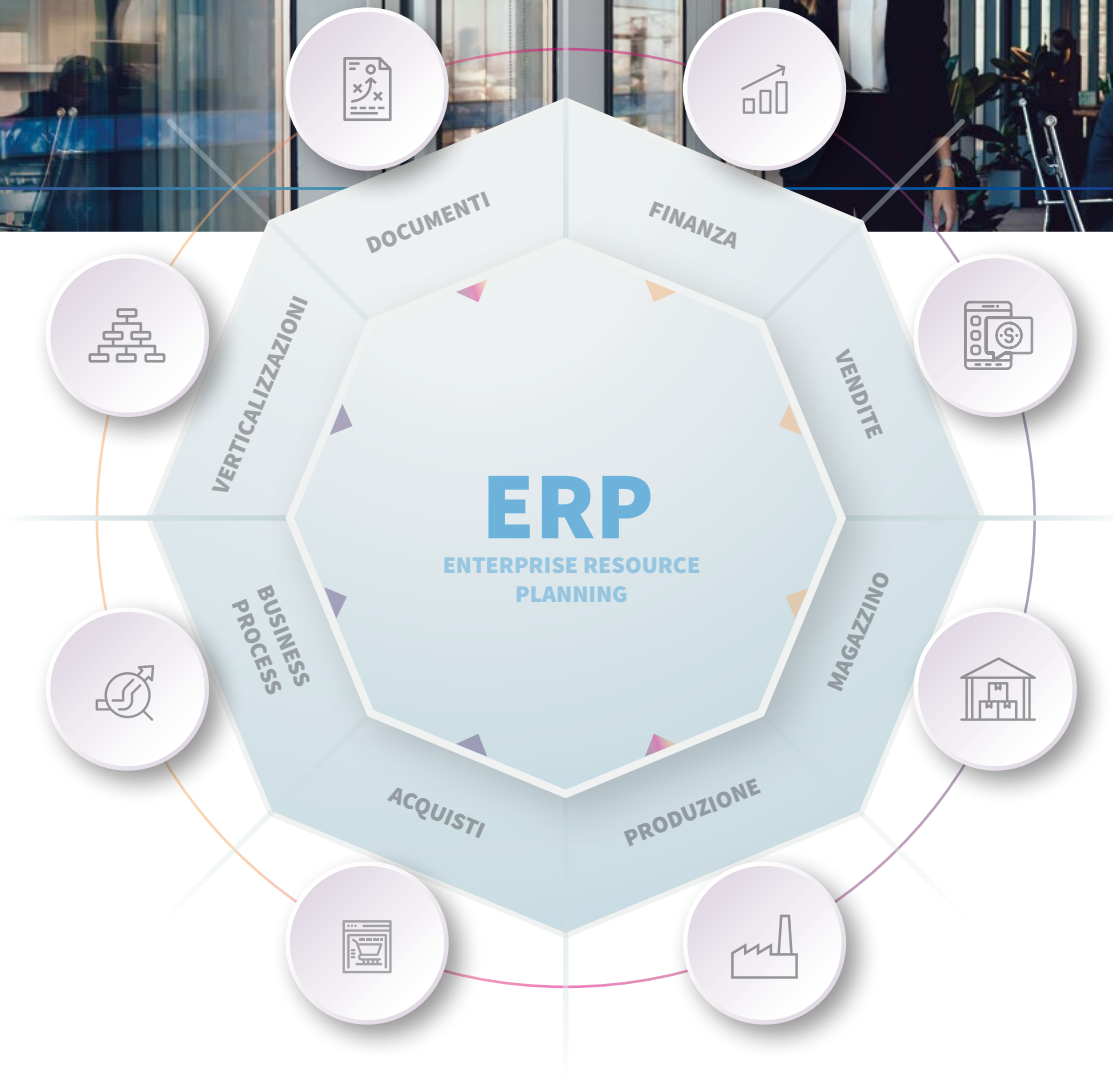 DOCUMENTI
FINANZA
VERTICALIZZAZIONI
VENDITE
ERP
ENTERPRISE RESOURCE
PLANNING
BUSINESS
PROCESS
MAGAZZINO
ACQUISTI
PRODUZIONE